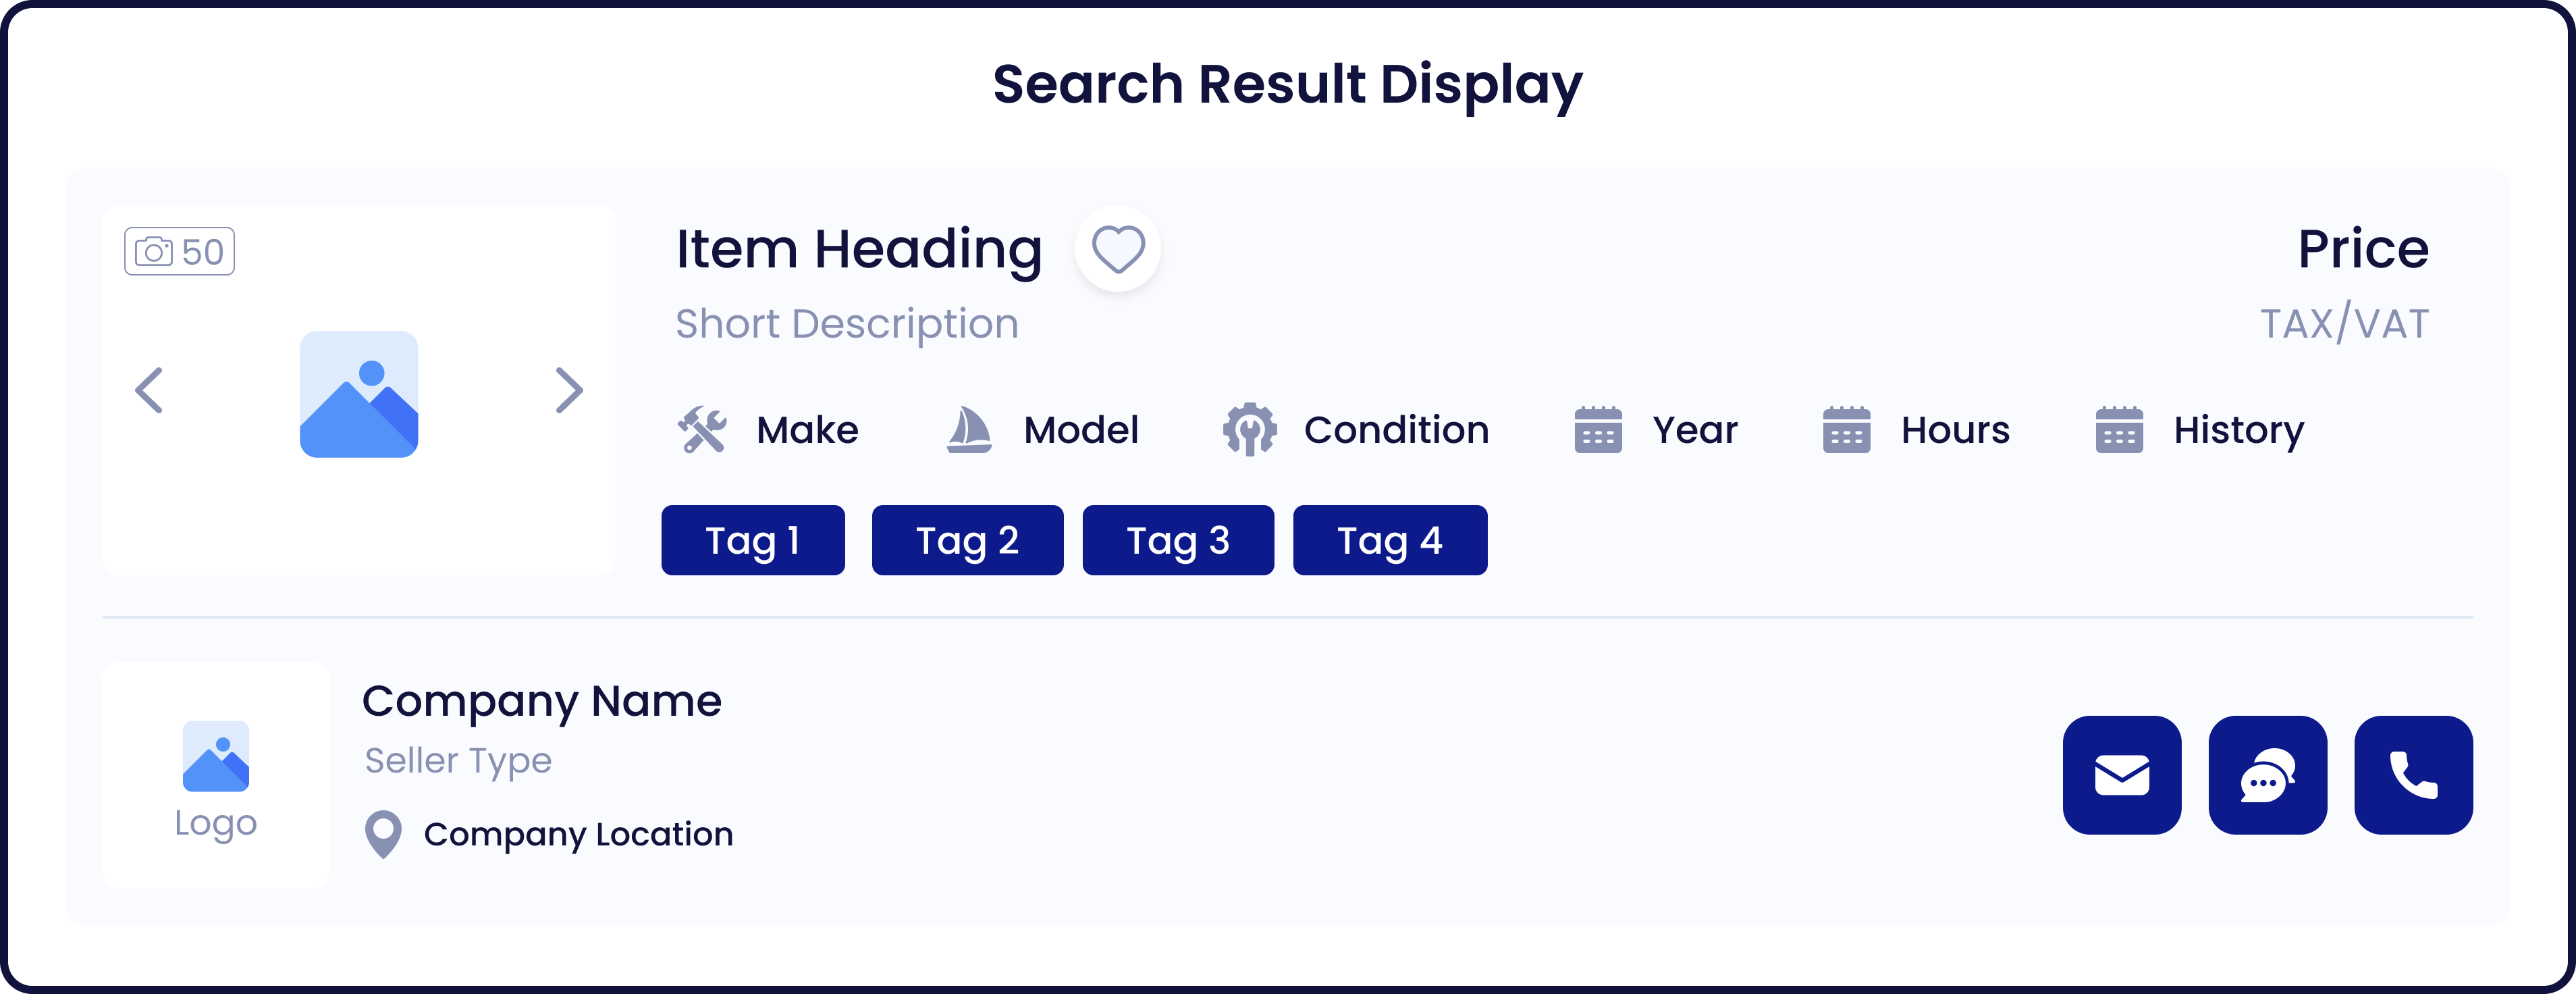 Search Result Display
50
Item Heading
Price
Short Description
TAX/VAT
Make Model Condition Year Hours History
Tag 1 Tag 2 Tag 3 Tag 4
Logo
Company Name
Seller Type
Company Location